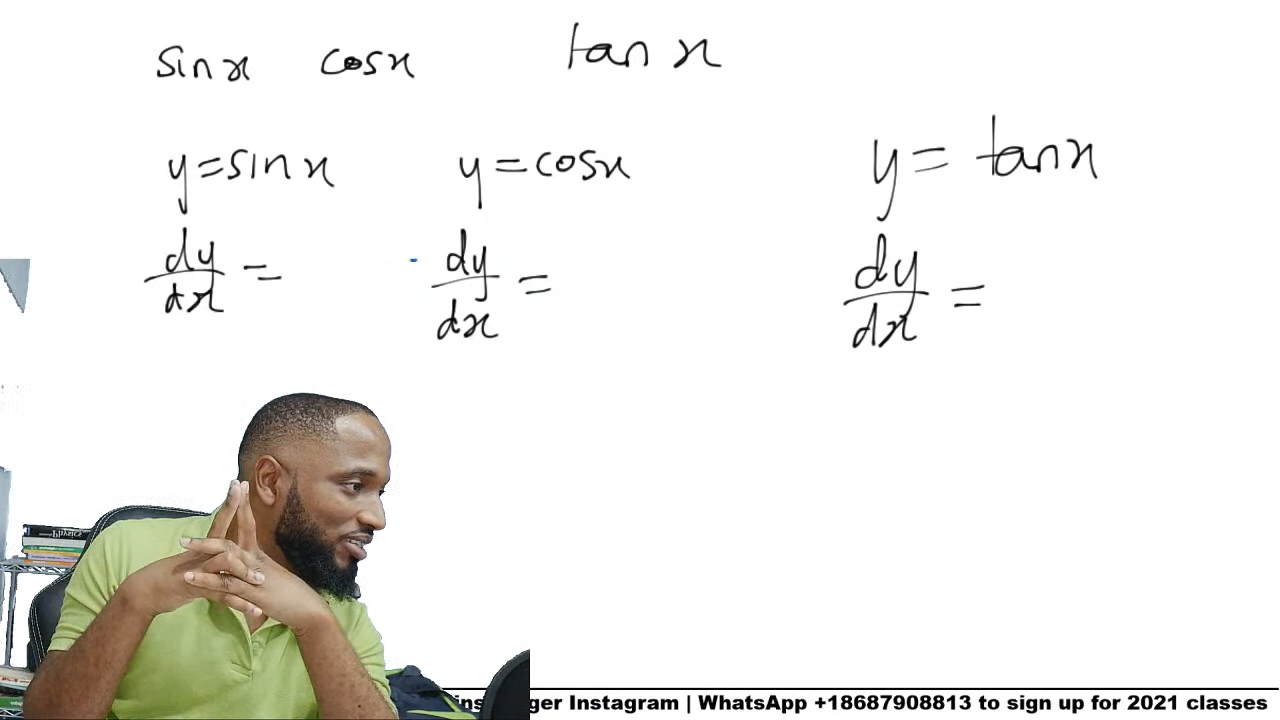 sin x cos x tan x
y = sin x y = cos x y = tan x
dy/dx = dy/dx = dy/dx =
Physics
ger Instagram | WhatsApp +18687908813 to sign up for 2021 classes